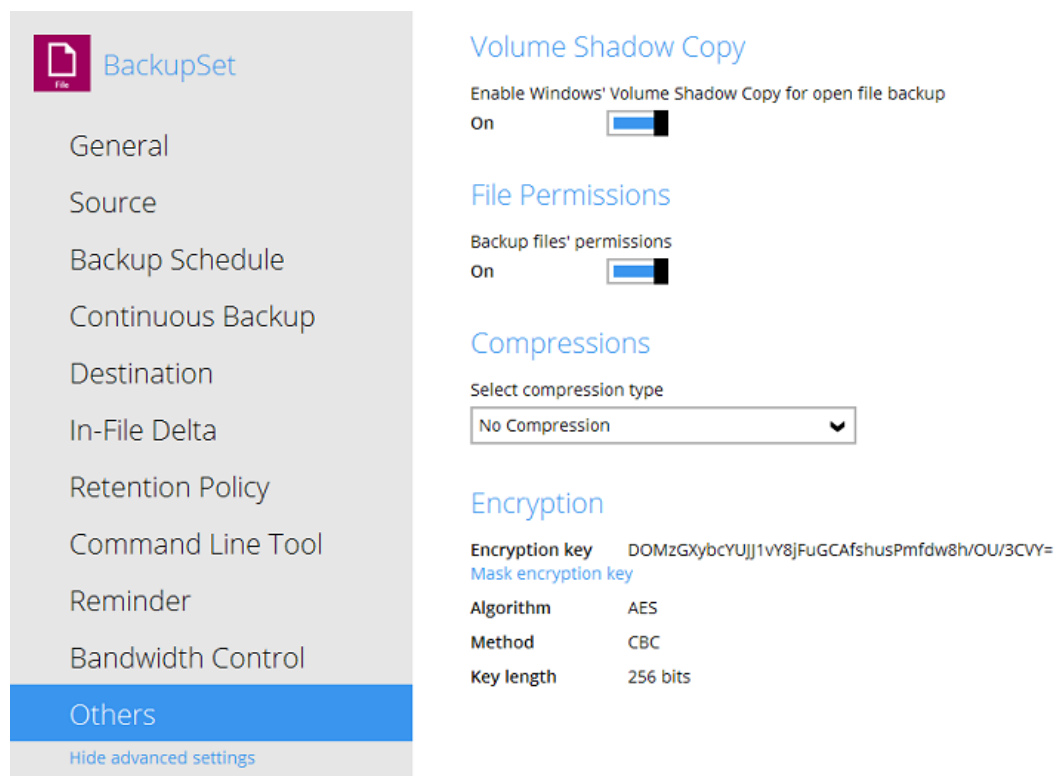 File
BackupSet
General
Source
Backup Schedule
Continuous Backup
Destination
In-File Delta
Retention Policy
Command Line Tool
Reminder
Bandwidth Control
Others
Hide advanced settings
Volume Shadow Copy
Enable Windows' Volume Shadow Copy for open file backup
On
File Permissions
Backup files' permissions
On
Compressions
Select compression type
No Compression
Encryption
Encryption key DOMzGXybcYUJJ1vY8jFuGCAfshusPmfdw8h/OU/3CVY=
Mask encryption key
Algorithm AES
Method CBC
Key length 256 bits